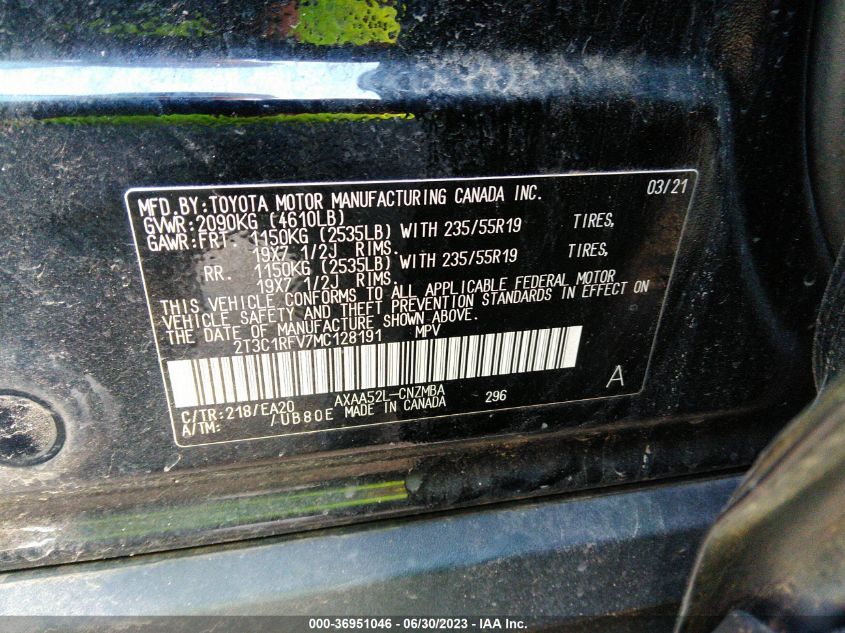 MFD.BY:TOYOTA MOTOR MANUFACTURING CANADA INC. 03/21
GVWR:2090KG (4610LB)
GAWR:FRT. 1150KG (2535LB) WITH 235/55R19 TIRES,
19X7 1/2J RIMS.
RR. 1150KG (2535LB) WITH 235/55R19 TIRES,
19X7 1/2J RIMS.
THIS VEHICLE CONFORMS TO ALL APPLICABLE FEDERAL MOTOR
VEHICLE SAFETY AND THEFT PREVENTION STANDARDS IN EFFECT ON
THE DATE OF MANUFACTURE SHOWN ABOVE.
2T3C1RFV7MC128191 MPV
C/TR:218/EA20 AXAA52L-CNZMBA 296 A
A/TM: /UB80E MADE IN CANADA
000-36951046 / 06/30/2023 - IAA Inc.